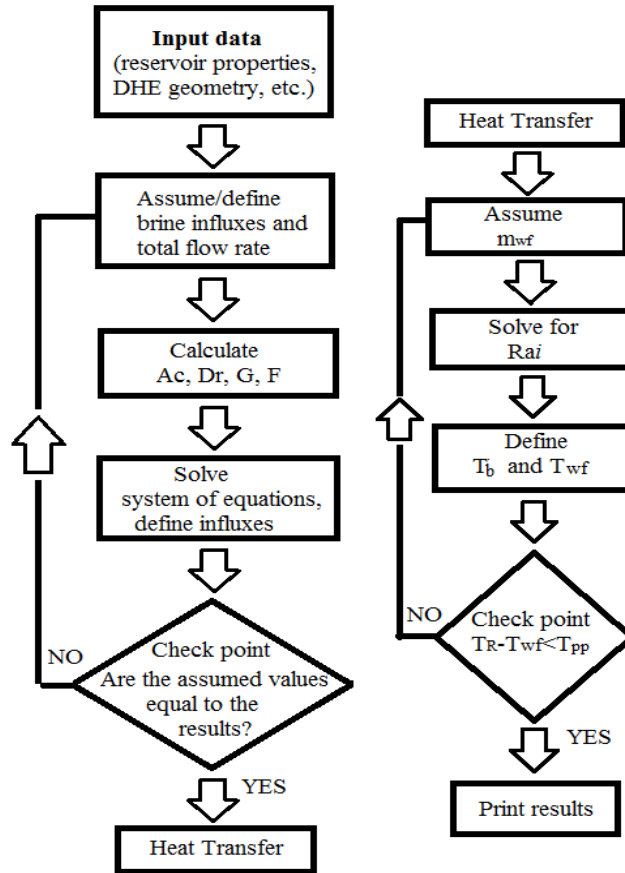 Input data
(reservoir properties,
DHE geometry, etc.)
Assume/define
brine influxes and
total flow rate
Calculate
Ac, Dr, G, F
Solve
system of equations,
define influxes
NO
Check point
Are the assumed values
equal to the
results?
YES
Heat Transfer
Heat Transfer
Assume
mwf
Solve for
Rai
Define
Tb and Twf
NO
Check point
TR-Twf<Tpp
YES
Print results